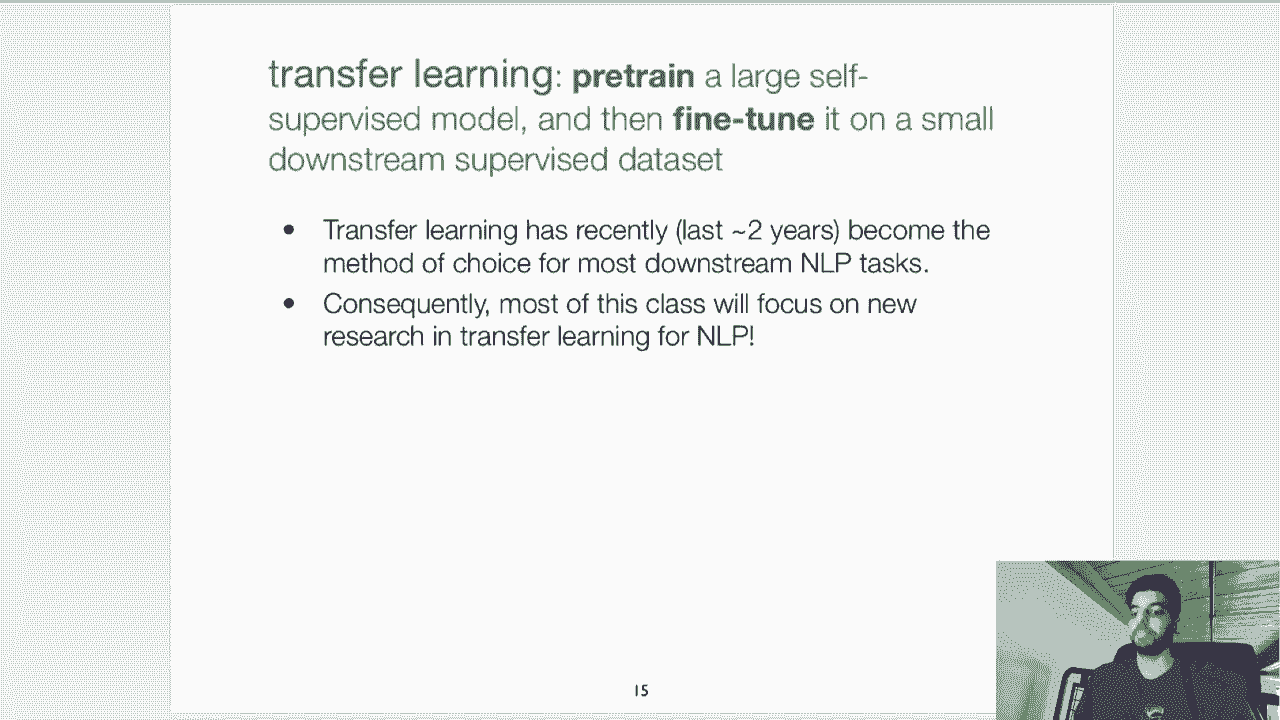 transfer learning: pretrain a large self-
supervised model, and then fine-tune it on a small
downstream supervised dataset
• Transfer learning has recently (last ~2 years) become the
method of choice for most downstream NLP tasks.
• Consequently, most of this class will focus on new
research in transfer learning for NLP!
15